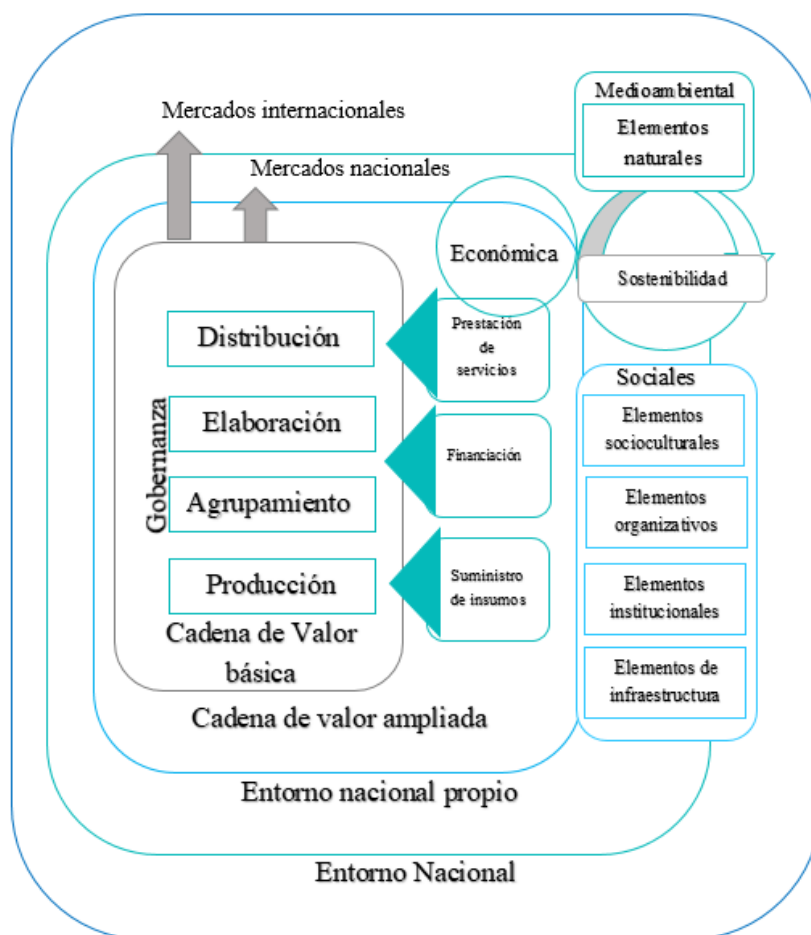 Mercados internacionales
Mercados nacionales
Medioambiental
Elementos
naturales
Económica
Sostenibilidad
Gobernanza
Distribución
Elaboración
Agrupamiento
Producción
Cadena de Valor
básica
Prestación
de
servicios
Financiación
Suministro
de insumos
Sociales
Elementos
socioculturales
Elementos
organizativos
Elementos
institucionales
Elementos de
infraestructura
Cadena de valor ampliada
Entorno nacional propio
Entorno Nacional